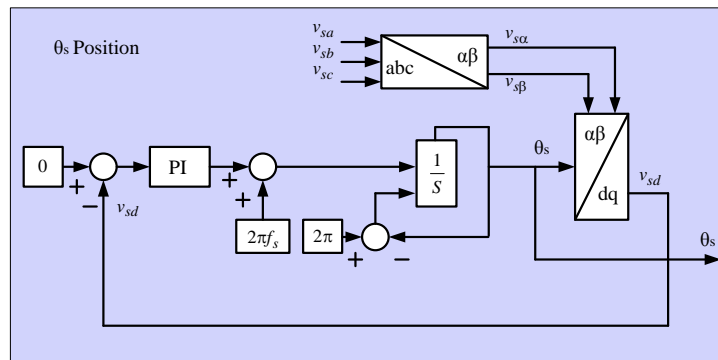 θs Position
vsa
vsb
vsc
abc
αβ
vsα
vsβ
0
+
−
vsd
PI
+
+
2πfs
2π
+
−
1
S
θs
αβ
dq
vsd
θs